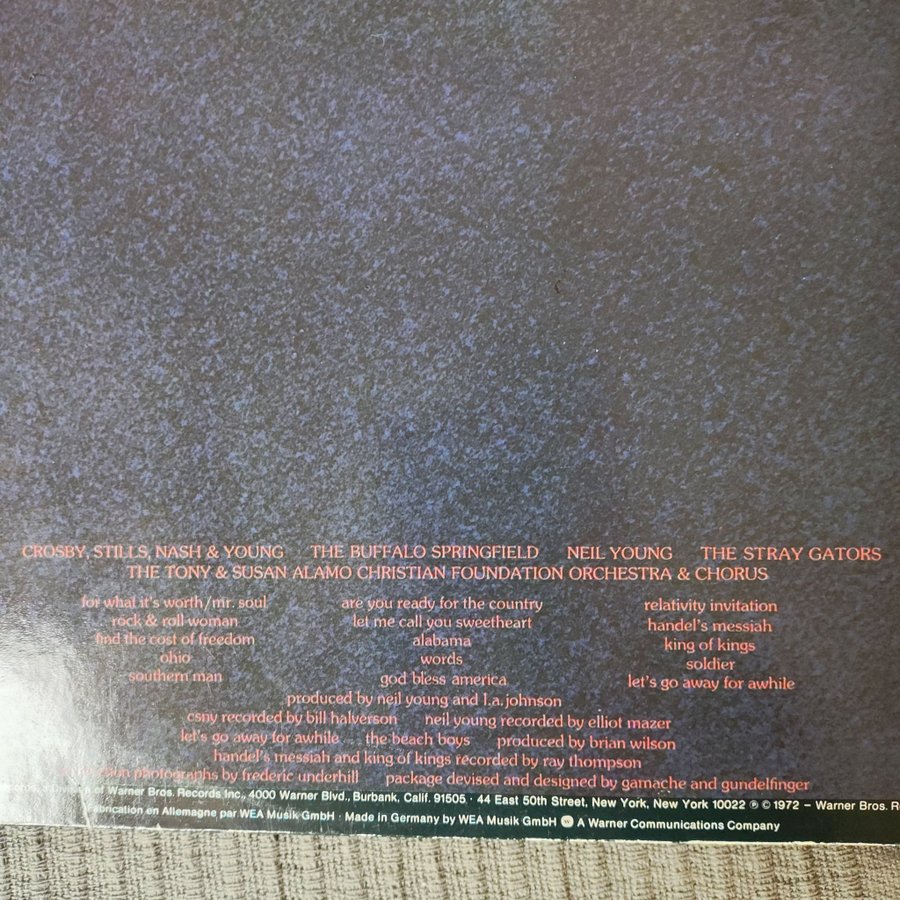 CROSBY, STILLS, NASH & YOUNG THE BUFFALO SPRINGFIELD NEIL YOUNG THE STRAY GATORS
THE TONY & SUSAN ALAMO CHRISTIAN FOUNDATION ORCHESTRA & CHORUS
for what it's worth/mr. soul
rock & roll woman
find the cost of freedom
ohio
southern man
are you ready for the country
let me call you sweetheart
alabama
words
god bless america
relativity invitation
handel's messiah
king of kings
soldier
let's go away for awhile
produced by neil young and l.a. johnson
csny recorded by bill halverson neil young recorded by elliot mazer
let's go away for awhile the beach boys produced by brian wilson
handel's messiah and king of kings recorded by ray thompson
photographs by frederic underhill package devised and designed by gamache and gundelfinger
of Warner Bros. Records Inc., 4000 Warner Blvd., Burbank, Calif. 91505 · 44 East 50th Street, New York, New York 10022 ℗ © 1972 – Warner Bros.
Fabrication en Allemagne par WEA Musik GmbH · Made in Germany by WEA Musik GmbH W A Warner Communications Company